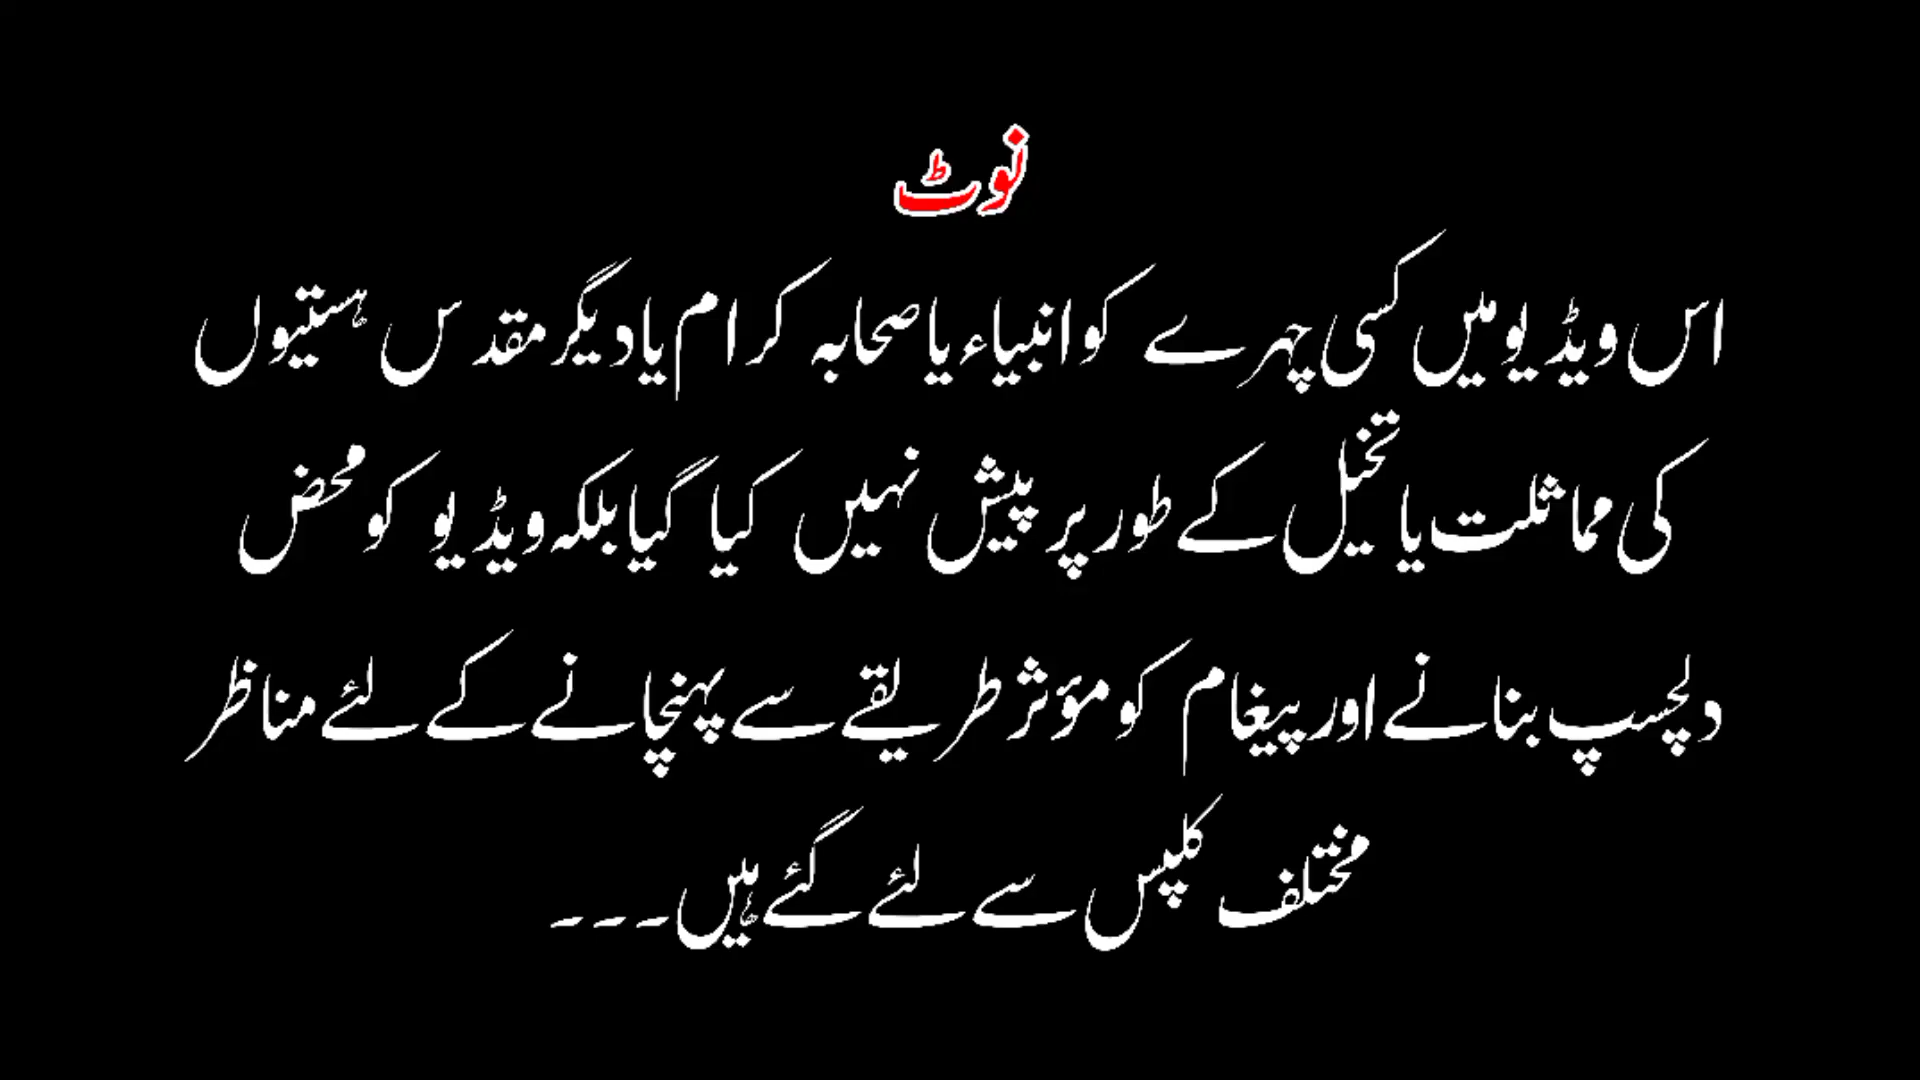 نوٹ
اس ویڈیو میں کسی چہرے کو انبیاء یا صحابہ کرام یا دیگر مقدس ہستیوں
کی مماثلت یا تخیل کے طور پر پیش نہیں کیا گیا بلکہ ویڈیو کو محض
دلچسپ بنانے اور پیغام کو مؤثر طریقے سے پہنچانے کے لئے مناظر
مختلف کلپس سے لئے گئے ہیں۔۔۔